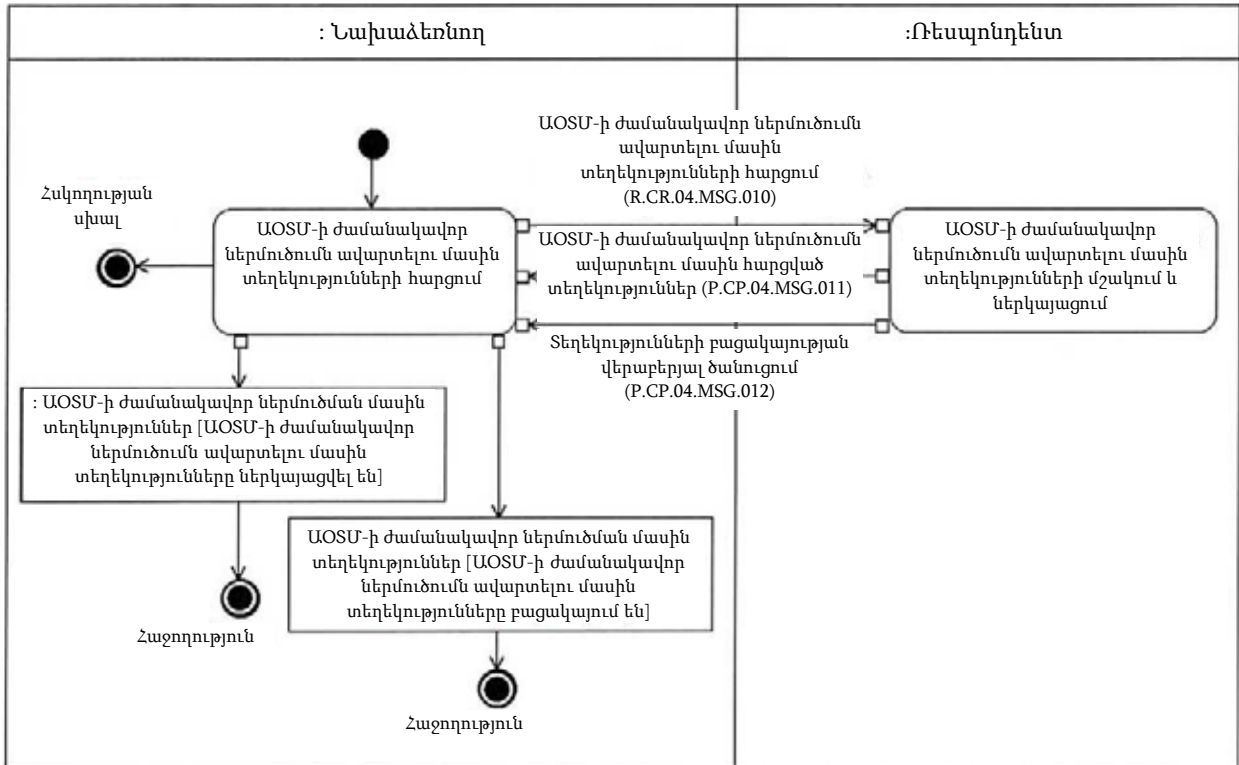 : Նախաձեռնող
:Ռեսպոնդենտ
ԱՕՏՄ-ի ժամանակավոր ներմուծումն
ավարտելու մասին
տեղեկությունների հարցում
(R.CR.04.MSG.010)
Հսկողության
սխալ
ԱՕՏՄ-ի ժամանակավոր
ներմուծումն ավարտելու մասին
տեղեկությունների հարցում
ԱՕՏՄ-ի ժամանակավոր ներմուծումն
ավարտելու մասին հարցված
տեղեկություններ (P.CP.04.MSG.011)
ԱՕՏՄ-ի ժամանակավոր
ներմուծումն ավարտելու մասին
տեղեկությունների մշակում և
ներկայացում
Տեղեկությունների բացակայության
վերաբերյալ ծանուցում
(P.CP.04.MSG.012)
: ԱՕՏՄ-ի ժամանակավոր ներմուծման մասին
տեղեկություններ [ԱՕՏՄ-ի ժամանակավոր
ներմուծումն ավարտելու մասին
տեղեկությունները ներկայացվել են]
ԱՕՏՄ-ի ժամանակավոր ներմուծման մասին
տեղեկություններ [ԱՕՏՄ-ի ժամանակավոր
ներմուծումն ավարտելու մասին
տեղեկությունները բացակայում են]
Հաջողություն
Հաջողություն